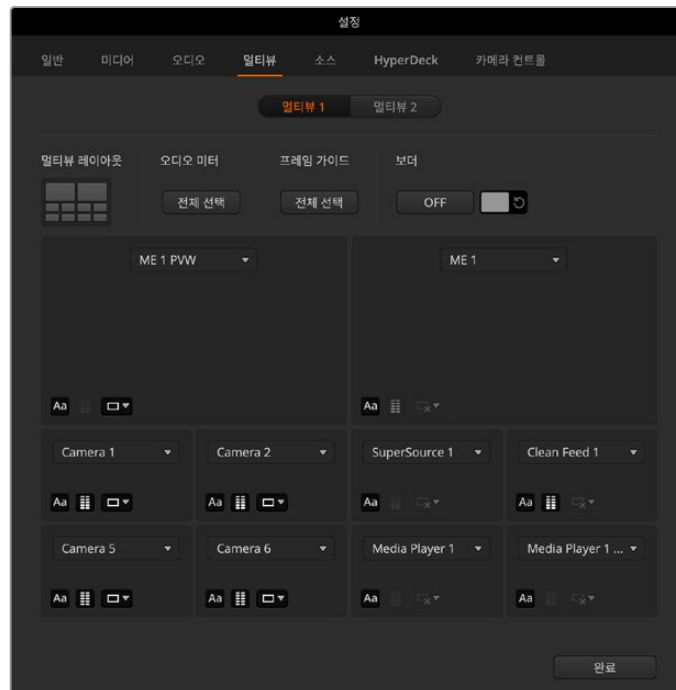 설정
일반 미디어 오디오 멀티뷰 소스 HyperDeck 카메라 컨트롤
멀티뷰 1 멀티뷰 2
멀티뷰 레이아웃 오디오 미터 프레임 가이드 보더
전체 선택 전체 선택 OFF
ME 1 PVW ME 1
Aa Aa
Camera 1 Camera 2 SuperSource 1 Clean Feed 1
Aa Aa Aa Aa
Camera 5 Camera 6 Media Player 1 Media Player 1 ...
Aa Aa Aa Aa
완료